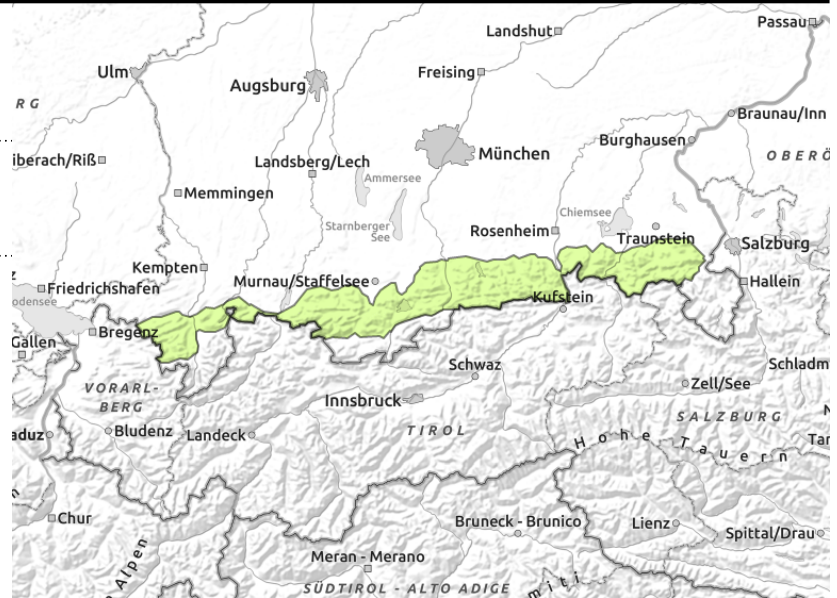 Passau
Landshut
Ulm
Freising
Augsburg
RG
Braunau/Inn
Burghausen
München
OBERÖ
iberach/Riß
Landsberg/Lech
Ammersee
Memmingen
Chiemsee
Starnberger
See
Rosenheim
Traunstein
Salzburg
Kempten
Murnau/Staffelsee
Hallein
z
Friedrichshafen
odensee
Kufstein
Bregenz
Gallen
Schwaz
Schladm
VORARL-
BERG
Zell/See
Innsbruck
SALZBURG
N
TIROL
aduz
Bludenz
Landeck
Hohe Tauern
Tar
Chur
Bruneck - Brunico
Lienz
Spittal/Drau
Alpen
Meran - Merano
SÜDTIROL - ALTO ADIGE
miti